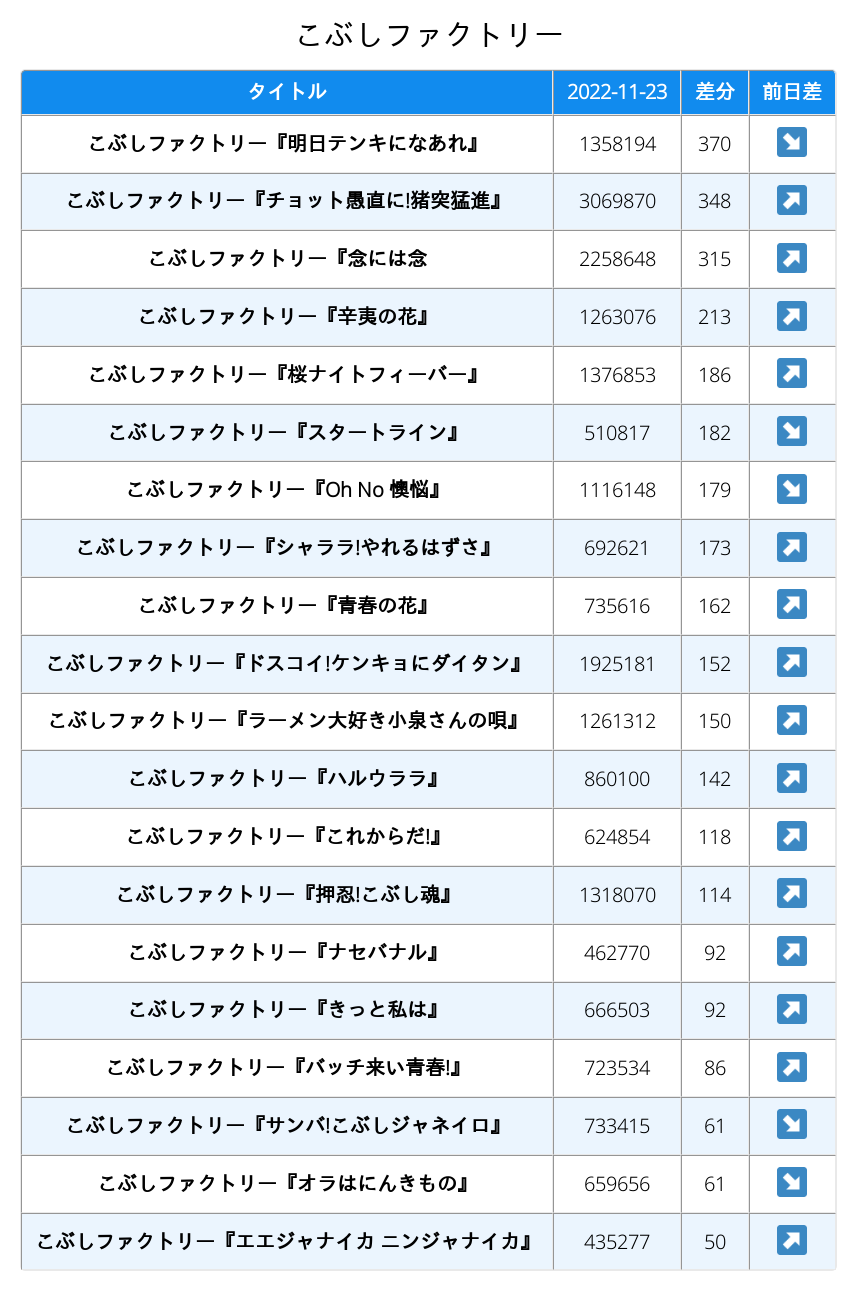 こぶしファクトリー
タイトル 2022-11-23 差分 前日差
こぶしファクトリー『明日テンキになあれ』 1358194 370
こぶしファクトリー『チョット愚直に!猪突猛進』 3069870 348
こぶしファクトリー『念には念 2258648 315
こぶしファクトリー『辛夷の花』 1263076 213
こぶしファクトリー『桜ナイトフィーバー』 1376853 186
こぶしファクトリー『スタートライン』 510817 182
こぶしファクトリー『Oh No 懊悩』 1116148 179
こぶしファクトリー『シャララ!やれるはずさ』 692621 173
こぶしファクトリー『青春の花』 735616 162
こぶしファクトリー『ドスコイ!ケンキョにダイタン』 1925181 152
こぶしファクトリー『ラーメン大好き小泉さんの唄』 1261312 150
こぶしファクトリー『ハルウララ』 860100 142
こぶしファクトリー『これからだ!』 624854 118
こぶしファクトリー『押忍!こぶし魂』 1318070 114
こぶしファクトリー『ナセバナル』 462770 92
こぶしファクトリー『きっと私は』 666503 92
こぶしファクトリー『バッチ来い青春!』 723534 86
こぶしファクトリー『サンバ!こぶしジャネイロ』 733415 61
こぶしファクトリー『オラはにんきもの』 659656 61
こぶしファクトリー『エエジャナイカ ニンジャナイカ』 435277 50